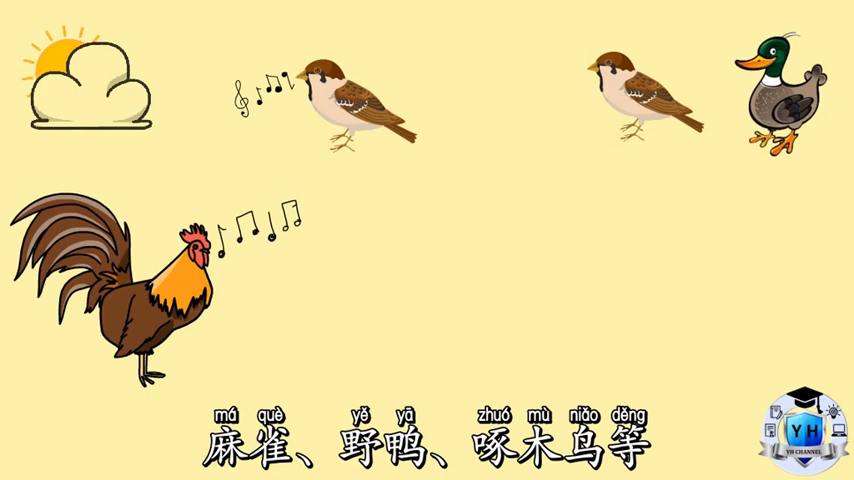 má què yě yā zhuó mù niǎo děng
麻雀、野鸭、啄木鸟等
YH
YH CHANNEL